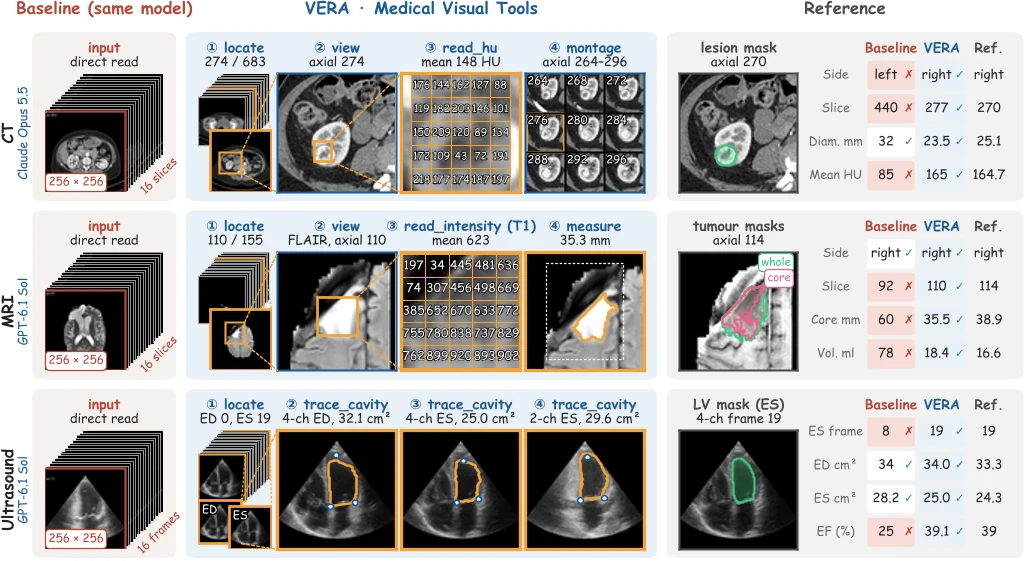 Baseline (same model)
VERA · Medical Visual Tools
Reference
CT
Claude Opus 5.5
input
direct read
256 × 256
16 slices
① locate
274 / 683
② view
axial 274
③ read_hu
mean 148 HU
176 144 162 127 88
119 182 203 146 101
150 209 120 89 134
172 109 43 72 191
218 177 174 187 197
④ montage
axial 264-296
264 268 272
276 280 284
288 292 296
lesion mask
axial 270
Baseline VERA Ref.
Side left ✗ right ✓ right
Slice 440 ✗ 277 ✓ 270
Diam. mm 32 ✓ 23.5 ✓ 25.1
Mean HU 85 ✗ 165 ✓ 164.7
MRI
GPT-6.1 Sol
input
direct read
256 × 256
16 slices
① locate
110 / 155
② view
FLAIR, axial 110
③ read_intensity (T1)
mean 623
197 34 445 481 636
74 307 456 498 669
385 652 670 633 772
755 780 838 737 829
762 899 920 893 902
④ measure
35.3 mm
tumour masks
axial 114
whole
core
Baseline VERA Ref.
Side right ✓ right ✓ right
Slice 92 ✗ 110 ✓ 114
Core mm 60 ✗ 35.5 ✓ 38.9
Vol. ml 78 ✗ 18.4 ✓ 16.6
Ultrasound
GPT-6.1 Sol
input
direct read
256 × 256
16 frames
① locate
ED 0, ES 19
ED
ES
② trace_cavity
4-ch ED, 32.1 cm²
③ trace_cavity
4-ch ES, 25.0 cm²
④ trace_cavity
2-ch ES, 29.6 cm²
LV mask (ES)
4-ch frame 19
Baseline VERA Ref.
ES frame 8 ✗ 19 ✓ 19
ED cm² 34 ✓ 34.0 ✓ 33.3
ES cm² 28.2 ✓ 25.0 ✓ 24.3
EF (%) 25 ✗ 39.1 ✓ 39